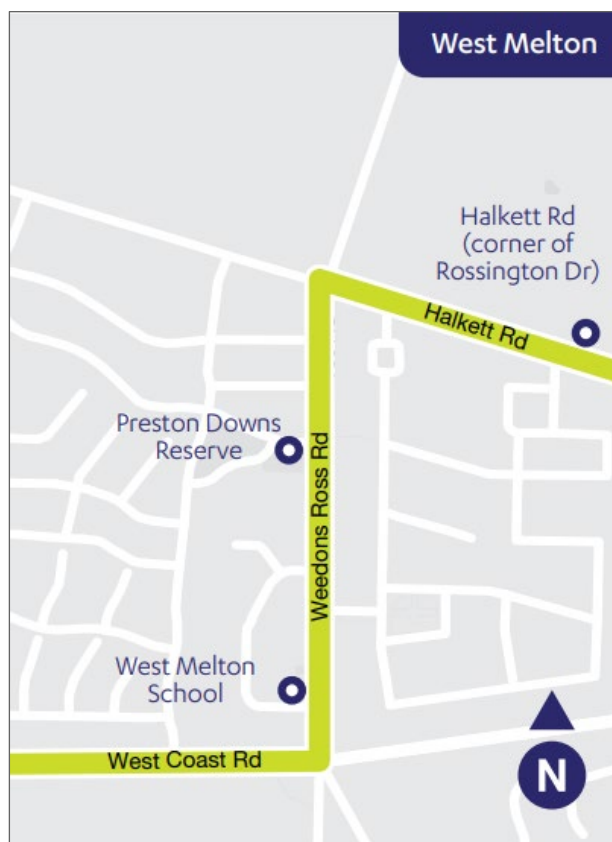 West Melton
Halkett Rd
(corner of
Rossington Dr)
Halkett Rd
Preston Downs
Reserve
Weedons Ross Rd
West Melton
School
West Coast Rd
N